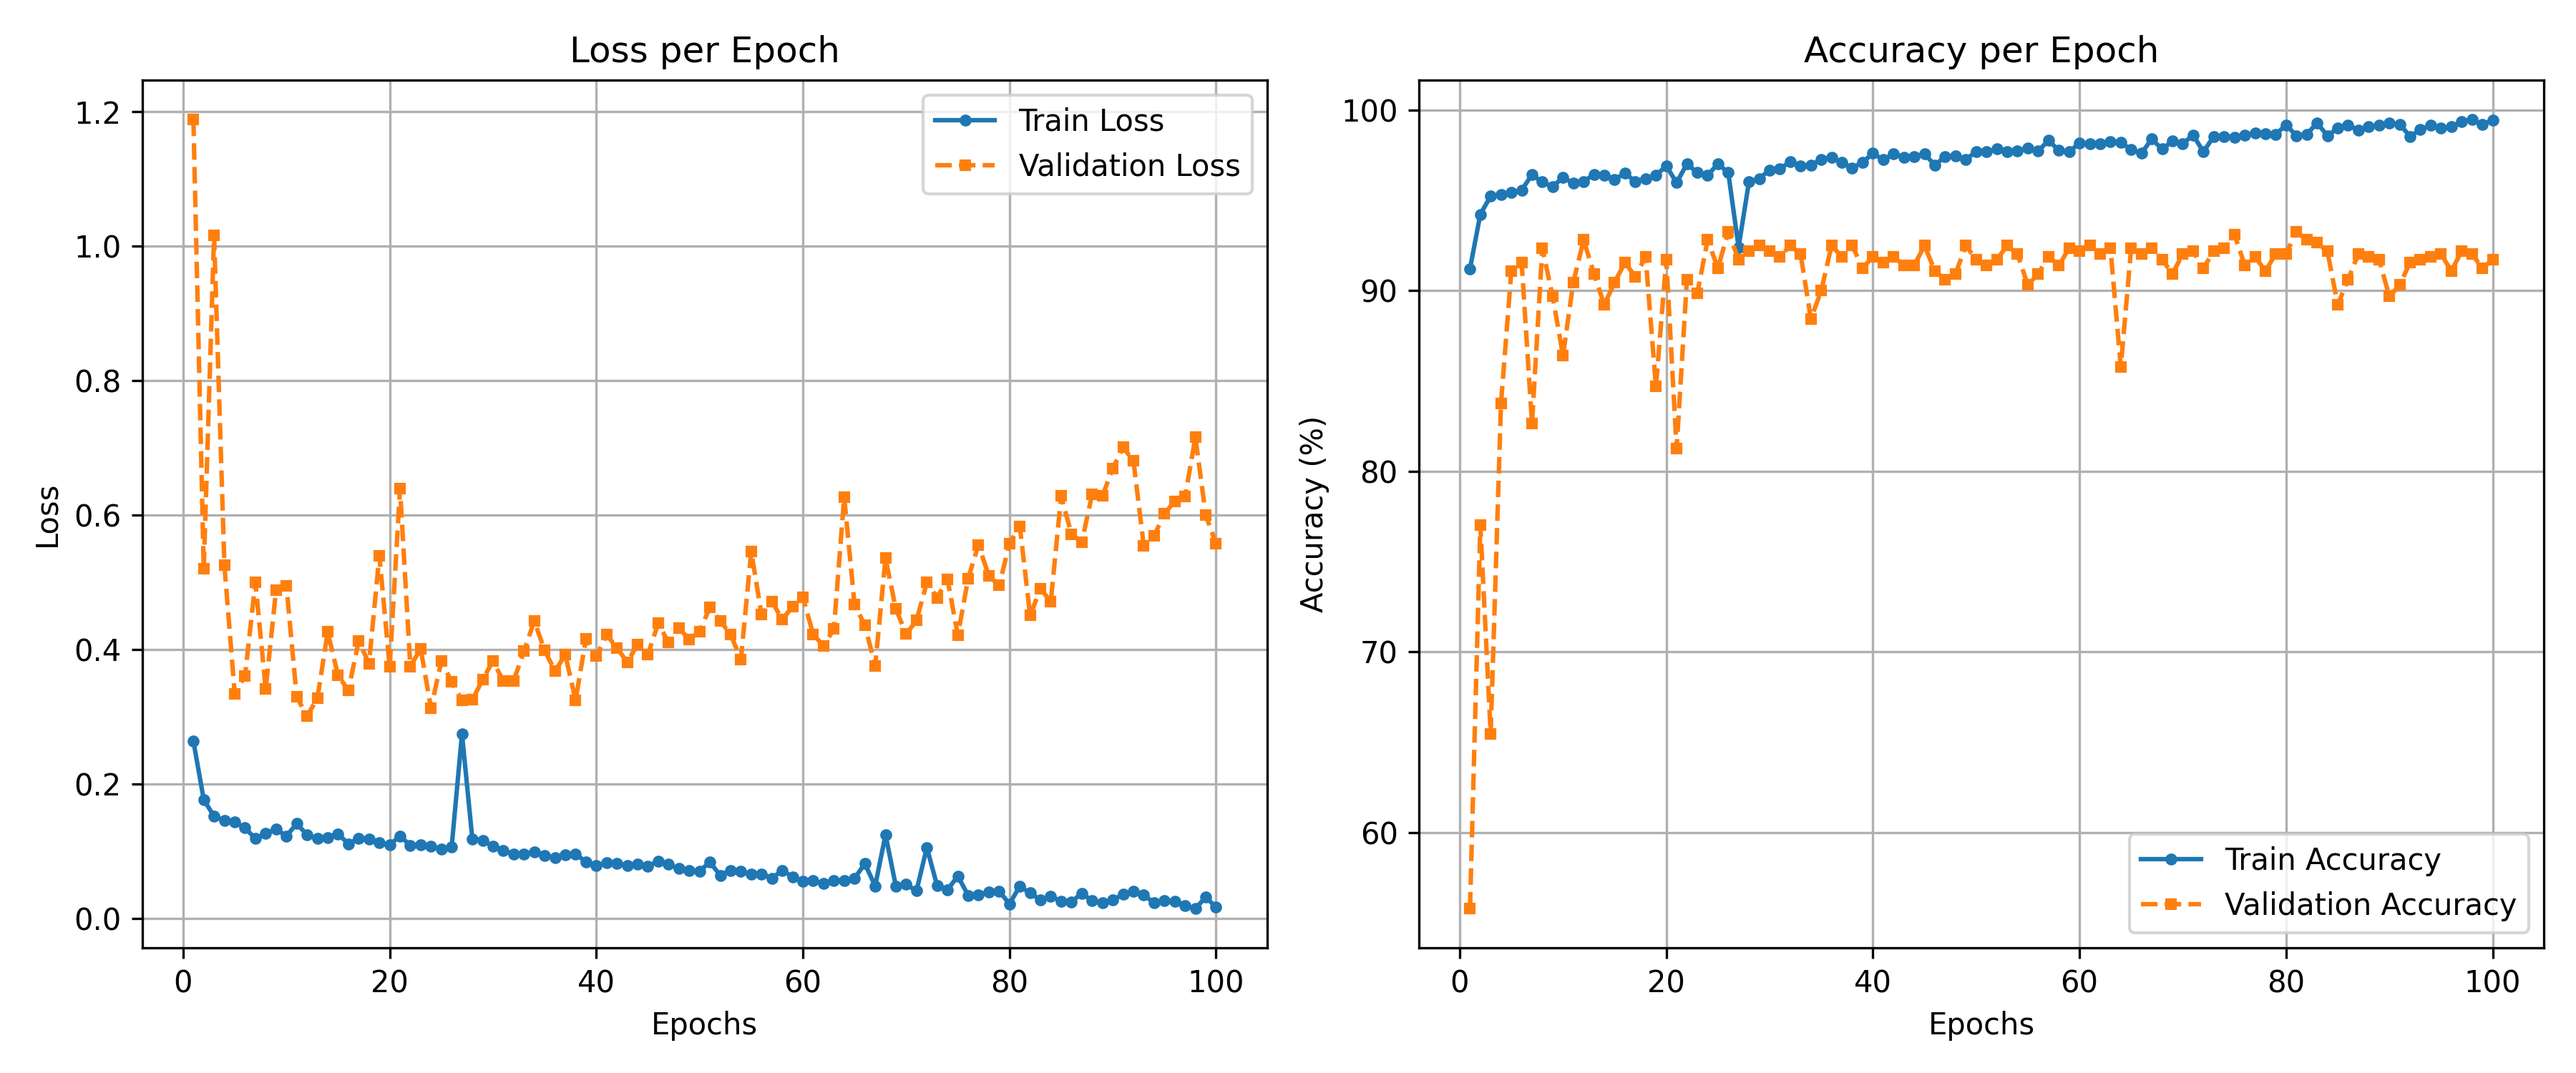 Loss per Epoch
1.2
1.0
0.8
0.6
0.4
0.2
0.0
Loss
0 20 40 60 80 100
Epochs
Train Loss
Validation Loss
Accuracy per Epoch
100
90
80
70
60
Accuracy (%)
0 20 40 60 80 100
Epochs
Train Accuracy
Validation Accuracy